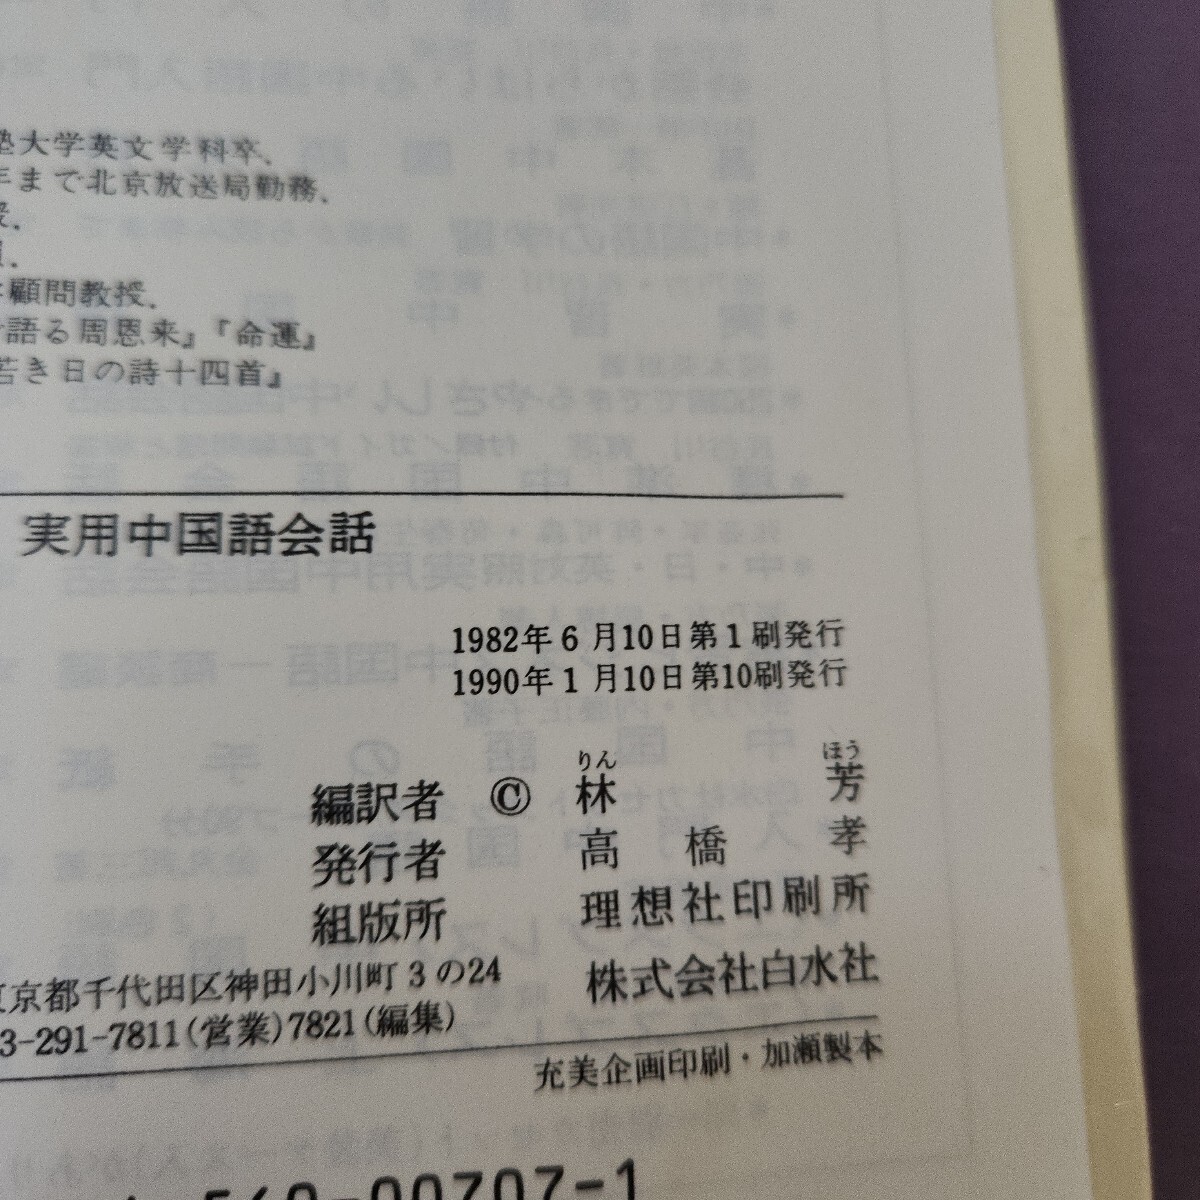 塾大学英文学科卒．
年まで北京放送局勤務．
授．
員．
顧問教授．
語る周恩来』『命運』
若き日の詩十四首』
実用中国語会話
1982年6月10日第1刷発行
1990年1月10日第10刷発行
りん ほう
編訳者 © 林 芳
発行者 高橋 孝
組版所 理想社印刷所
東京都千代田区神田小川町3の24 株式会社白水社
3-291-7811(営業)7821(編集)
充美企画印刷・加瀬製本
560-00707-1